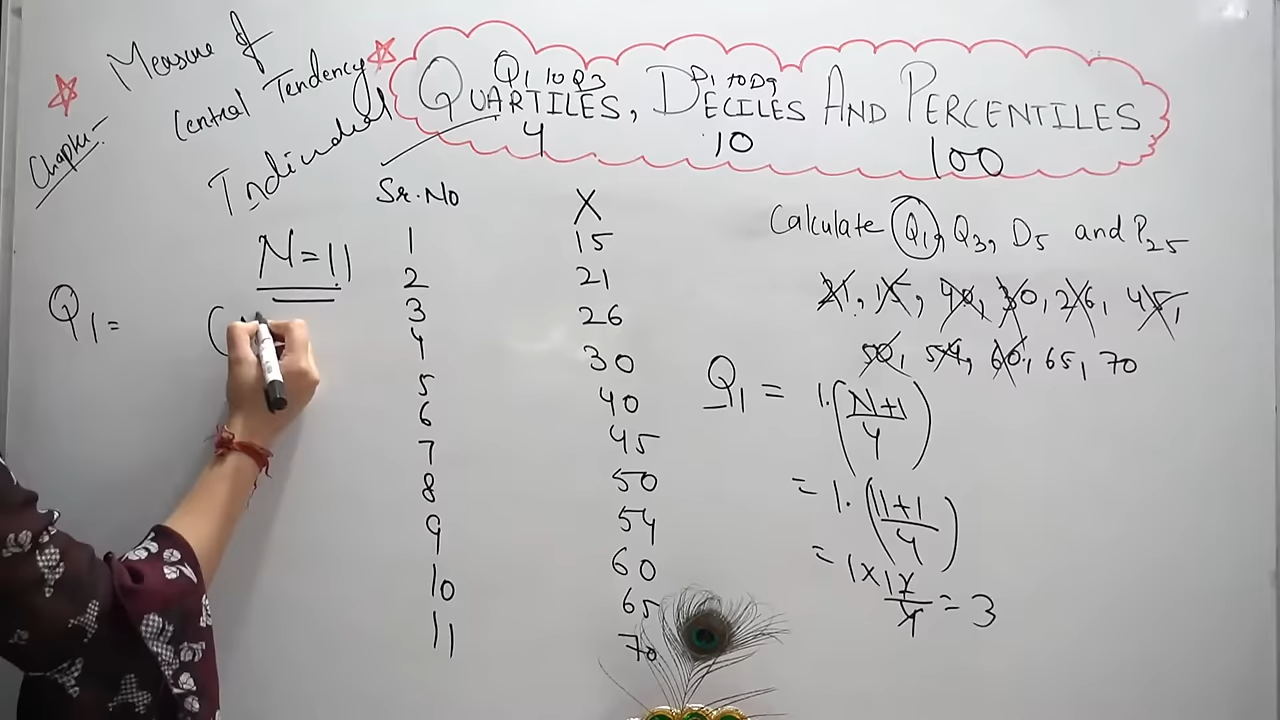 Chapter:- Measure of
Central Tendency
Individual
Q1 to Q3 D1 to D9
QUARTILES, DECILES AND PERCENTILES
4 10 100
N=11
Q1 =
Sr.No X
1 15
2 21
3 26
4 30
5 40
6 45
7 50
8 54
9 60
10 65
11 70
Calculate Q1, Q3, D5 and P25
21, 15, 40, 30, 26, 45,
50, 54, 60, 65, 70
Q1 = 1.(N+1/4)
= 1.(11+1/4)
= 1×12/4 = 3